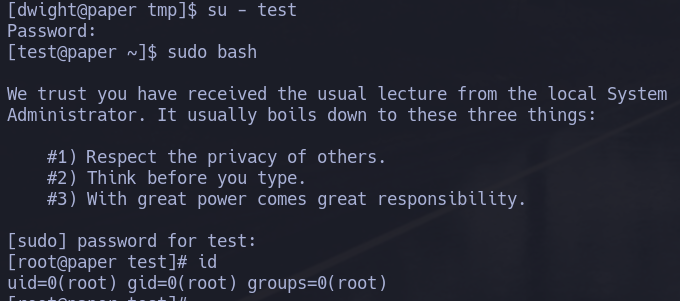 [dwight@paper tmp]$ su - test
Password:
[test@paper ~]$ sudo bash
We trust you have received the usual lecture from the local System
Administrator. It usually boils down to these three things:
#1) Respect the privacy of others.
#2) Think before you type.
#3) With great power comes great responsibility.
[sudo] password for test:
[root@paper test]# id
uid=0(root) gid=0(root) groups=0(root)
[root@paper test]#